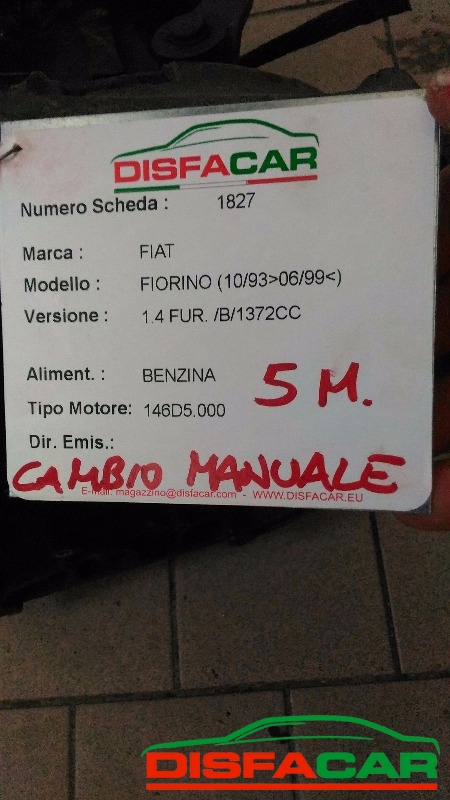 DISFACAR
Numero Scheda : 1827
Marca : FIAT
Modello : FIORINO (10/93>06/99<)
Versione : 1.4 FUR. /B/1372CC
Aliment. : BENZINA 5 M.
Tipo Motore: 146D5.000
Dir. Emis.:
CAMBIO MANUALE
E-mail: magazzino@disfacar.com - WWW.DISFACAR.EU
DISFACAR